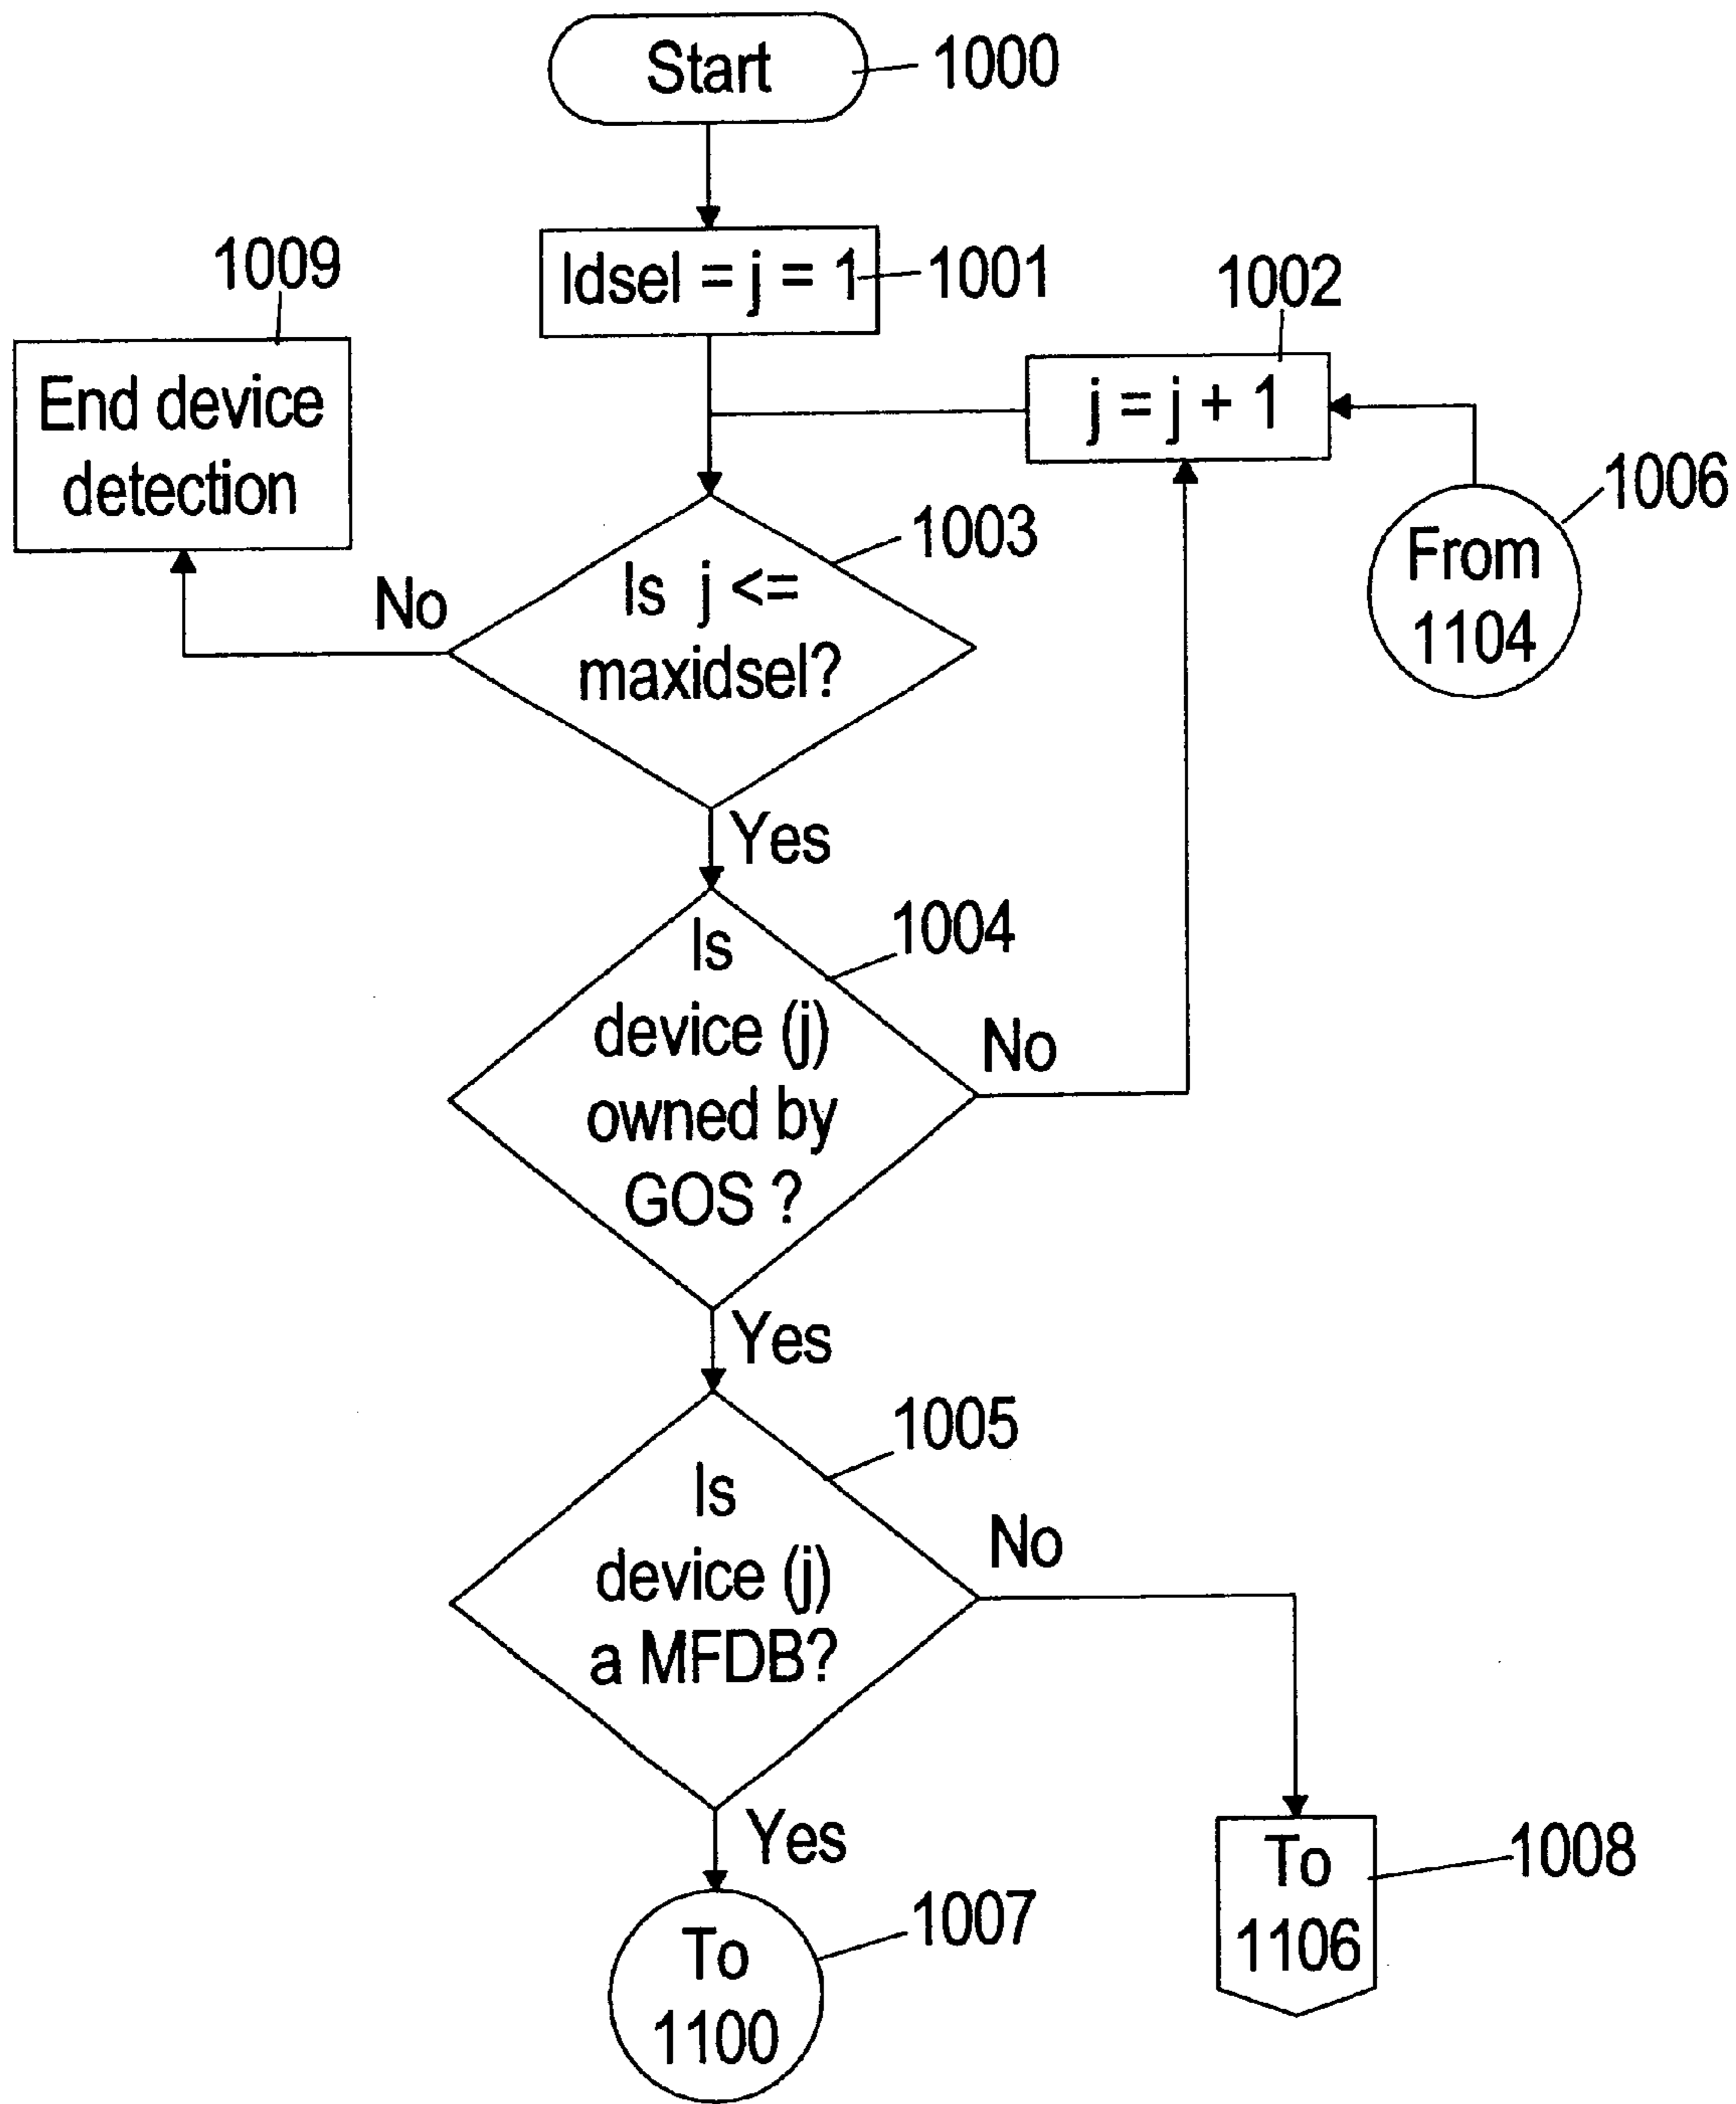 Start
1000
Idsel = j = 1
1001
1009
1002
End device
detection
j = j + 1
1006
From
1104
1003
Is j <=
maxidsel?
No
Yes
1004
Is
device (j)
owned by
GOS ?
No
Yes
1005
Is
device (j)
a MFDB?
No
Yes
1007
To
1100
To
1106
1008